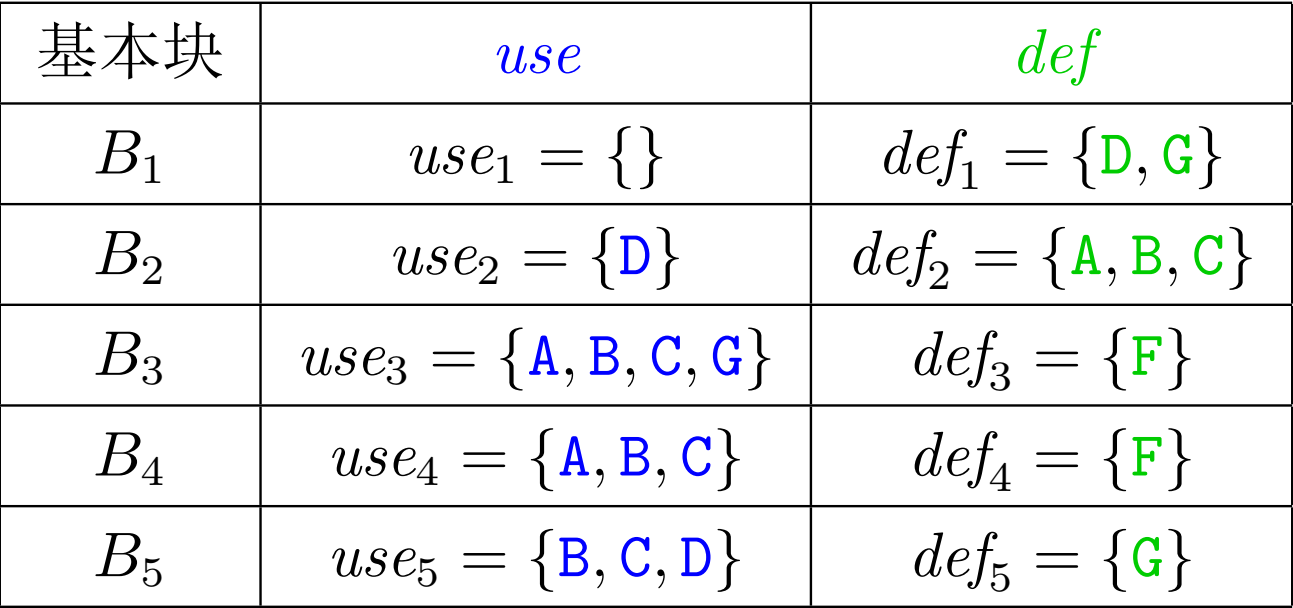 基本块 use def
B₁ use₁ = {} def₁ = {D, G}
B₂ use₂ = {D} def₂ = {A, B, C}
B₃ use₃ = {A, B, C, G} def₃ = {F}
B₄ use₄ = {A, B, C} def₄ = {F}
B₅ use₅ = {B, C, D} def₅ = {G}